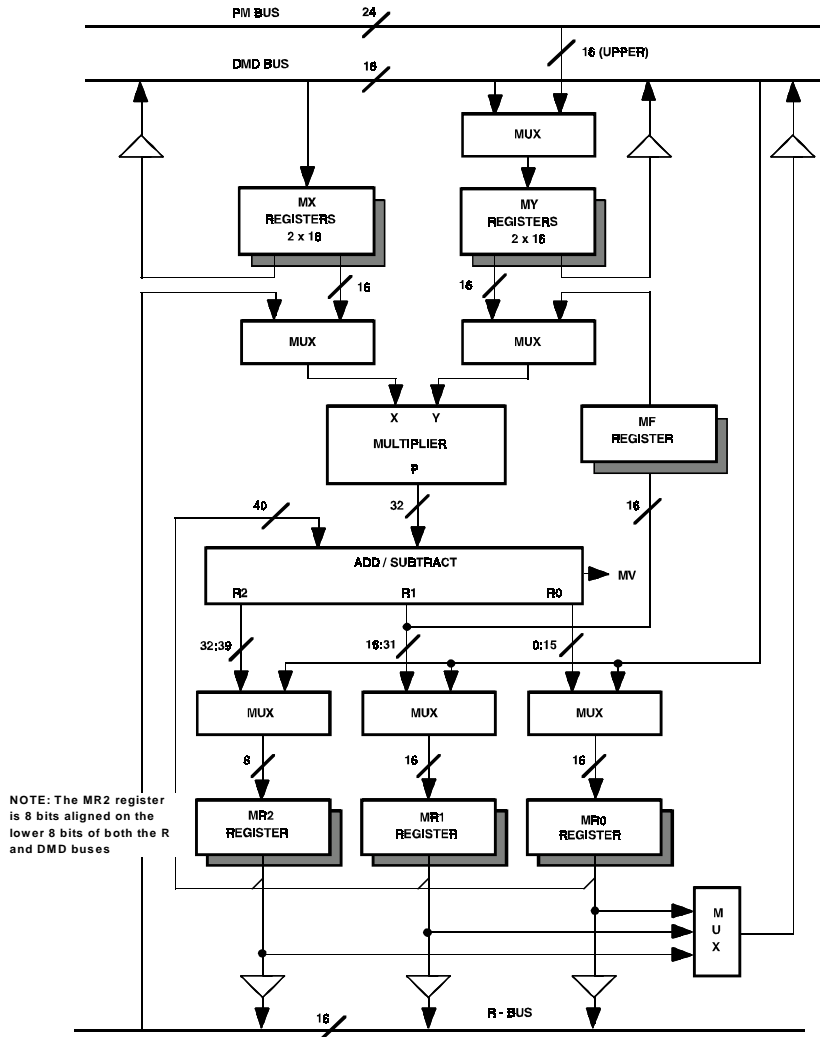 PM BUS 24
16 (UPPER)
DMD BUS 16
MUX
MX
REGISTERS
2 x 16
MY
REGISTERS
2 x 16
16
16
MUX
MUX
X Y
MULTIPLIER
P
MF
REGISTER
40
32
16
ADD / SUBTRACT
R2 R1 R0
MV
32:39
16:31
0:15
MUX
MUX
MUX
8
16
16
NOTE: The MR2 register
is 8 bits aligned on the
lower 8 bits of both the R
and DMD buses
MR2
REGISTER
MR1
REGISTER
MR0
REGISTER
M
U
X
16
R - BUS